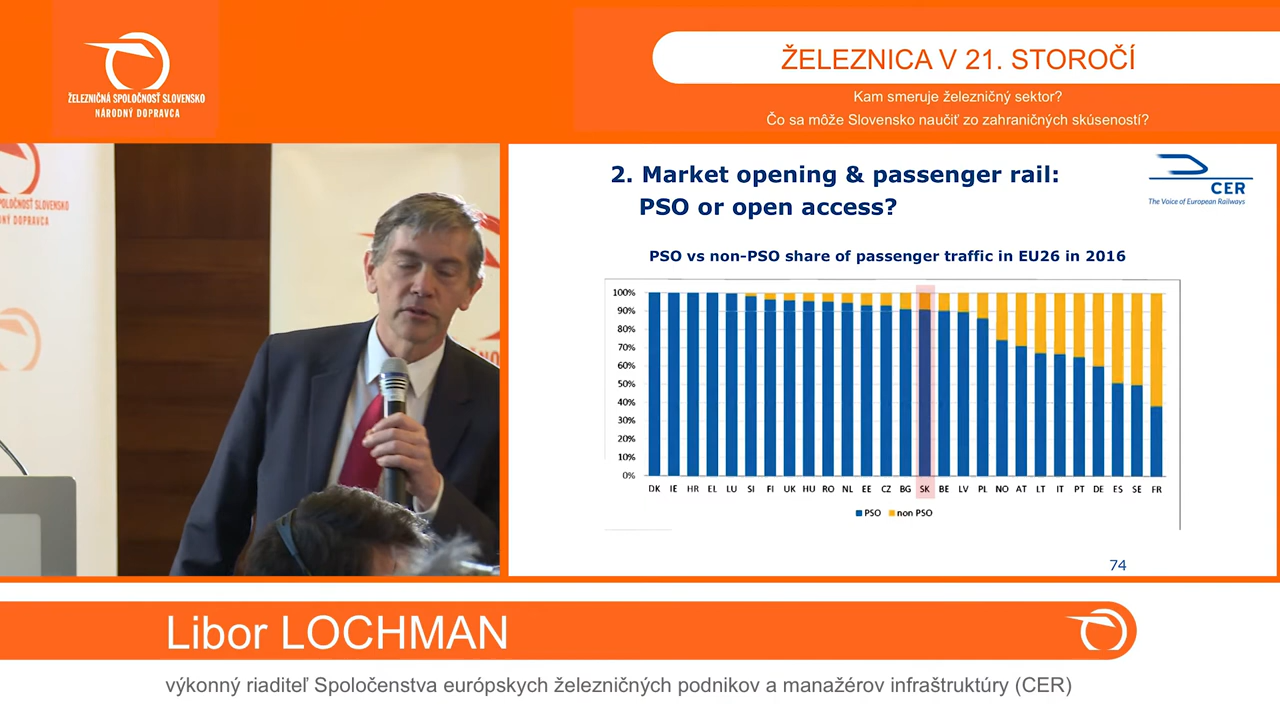 ŽELEZNIČNÁ SPOLOČNOSŤ SLOVENSKO
NÁRODNÝ DOPRAVCA
ŽELEZNICA V 21. STOROČÍ
Kam smeruje železničný sektor?
Čo sa môže Slovensko naučiť zo zahraničných skúseností?
2. Market opening & passenger rail:
PSO or open access?
CER
The Voice of European Railways
PSO vs non-PSO share of passenger traffic in EU26 in 2016
100%
90%
80%
70%
60%
50%
40%
30%
20%
10%
0%
DK IE HR EL LU SI FI UK HU RO NL EE CZ BG SK BE LV PL NO AT LT IT PT DE ES SE FR
PSO non PSO
74
Libor LOCHMAN
výkonný riaditeľ Spoločenstva európskych železničných podnikov a manažérov infraštruktúry (CER)